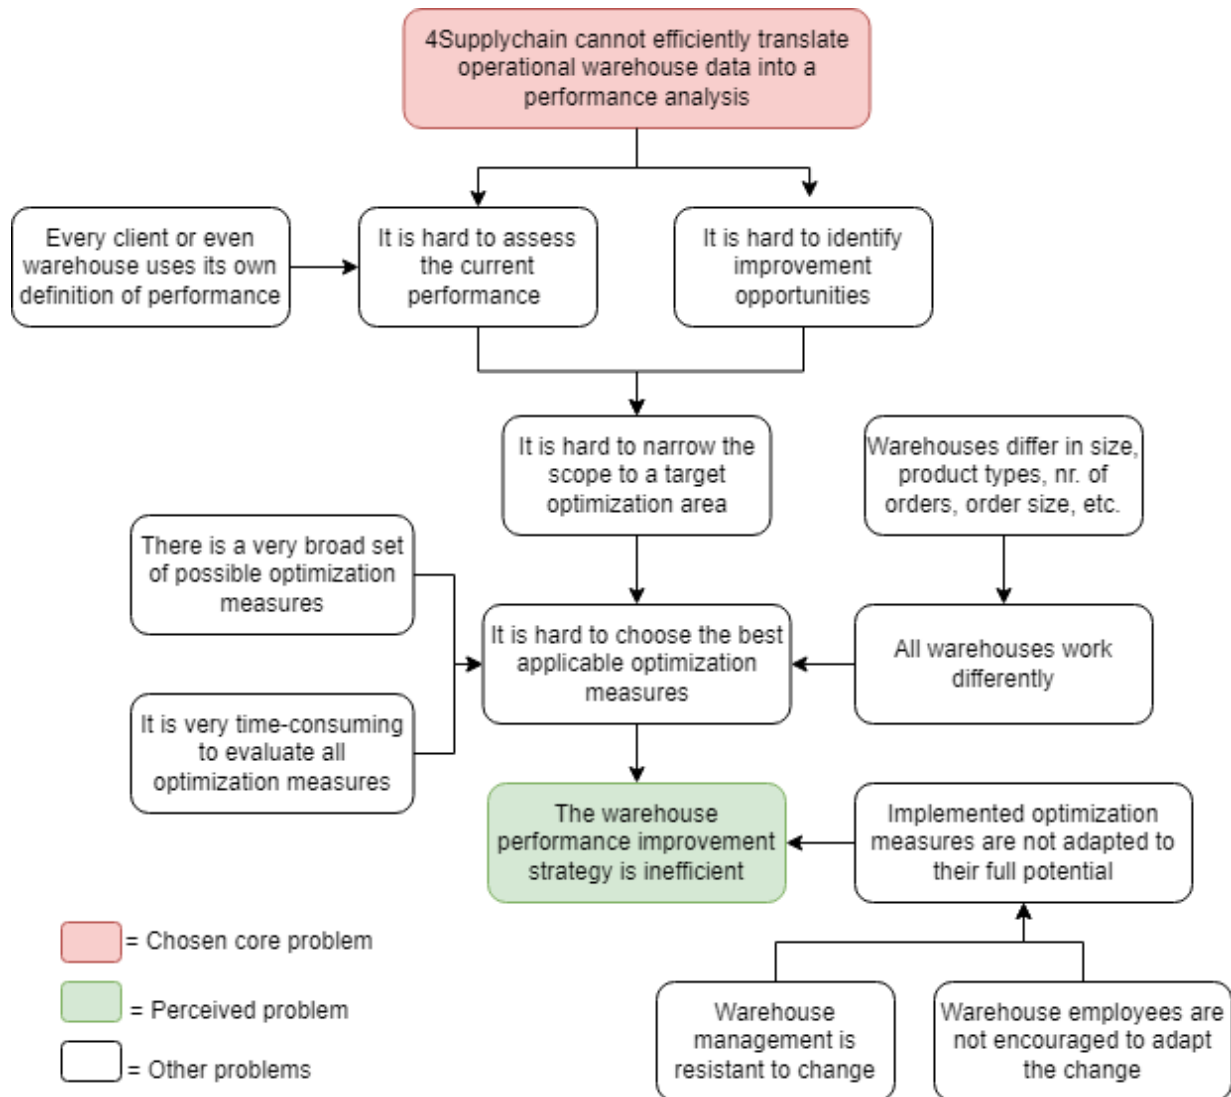 4Supplychain cannot efficiently translate
operational warehouse data into a
performance analysis
Every client or even
warehouse uses its own
definition of performance
It is hard to assess
the current
performance
It is hard to identify
improvement
opportunities
It is hard to narrow the
scope to a target
optimization area
Warehouses differ in size,
product types, nr. of
orders, order size, etc.
There is a very broad set
of possible optimization
measures
It is hard to choose the best
applicable optimization
measures
All warehouses work
differently
It is very time-consuming
to evaluate all
optimization measures
The warehouse
performance improvement
strategy is inefficient
Implemented optimization
measures are not adapted to
their full potential
= Chosen core problem
= Perceived problem
= Other problems
Warehouse
management is
resistant to change
Warehouse employees are
not encouraged to adapt
the change